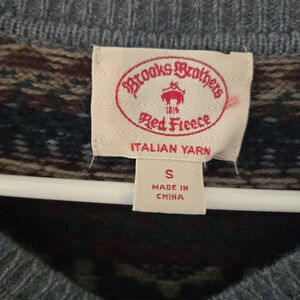 Brooks Brothers
1818
Red Fleece
ITALIAN YARN
S
MADE IN
CHINA